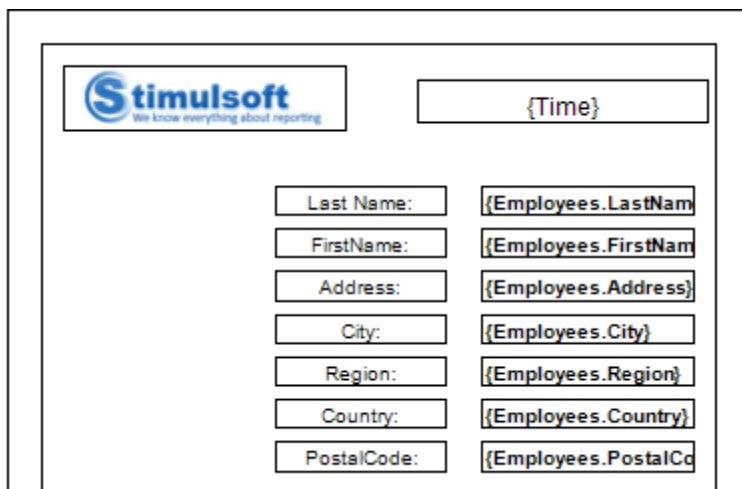 Stimulsoft
We know everything about reporting
{Time}
Last Name: {Employees.LastNam
FirstName: {Employees.FirstNam
Address: {Employees.Address}
City: {Employees.City}
Region: {Employees.Region}
Country: {Employees.Country}
PostalCode: {Employees.PostalCo